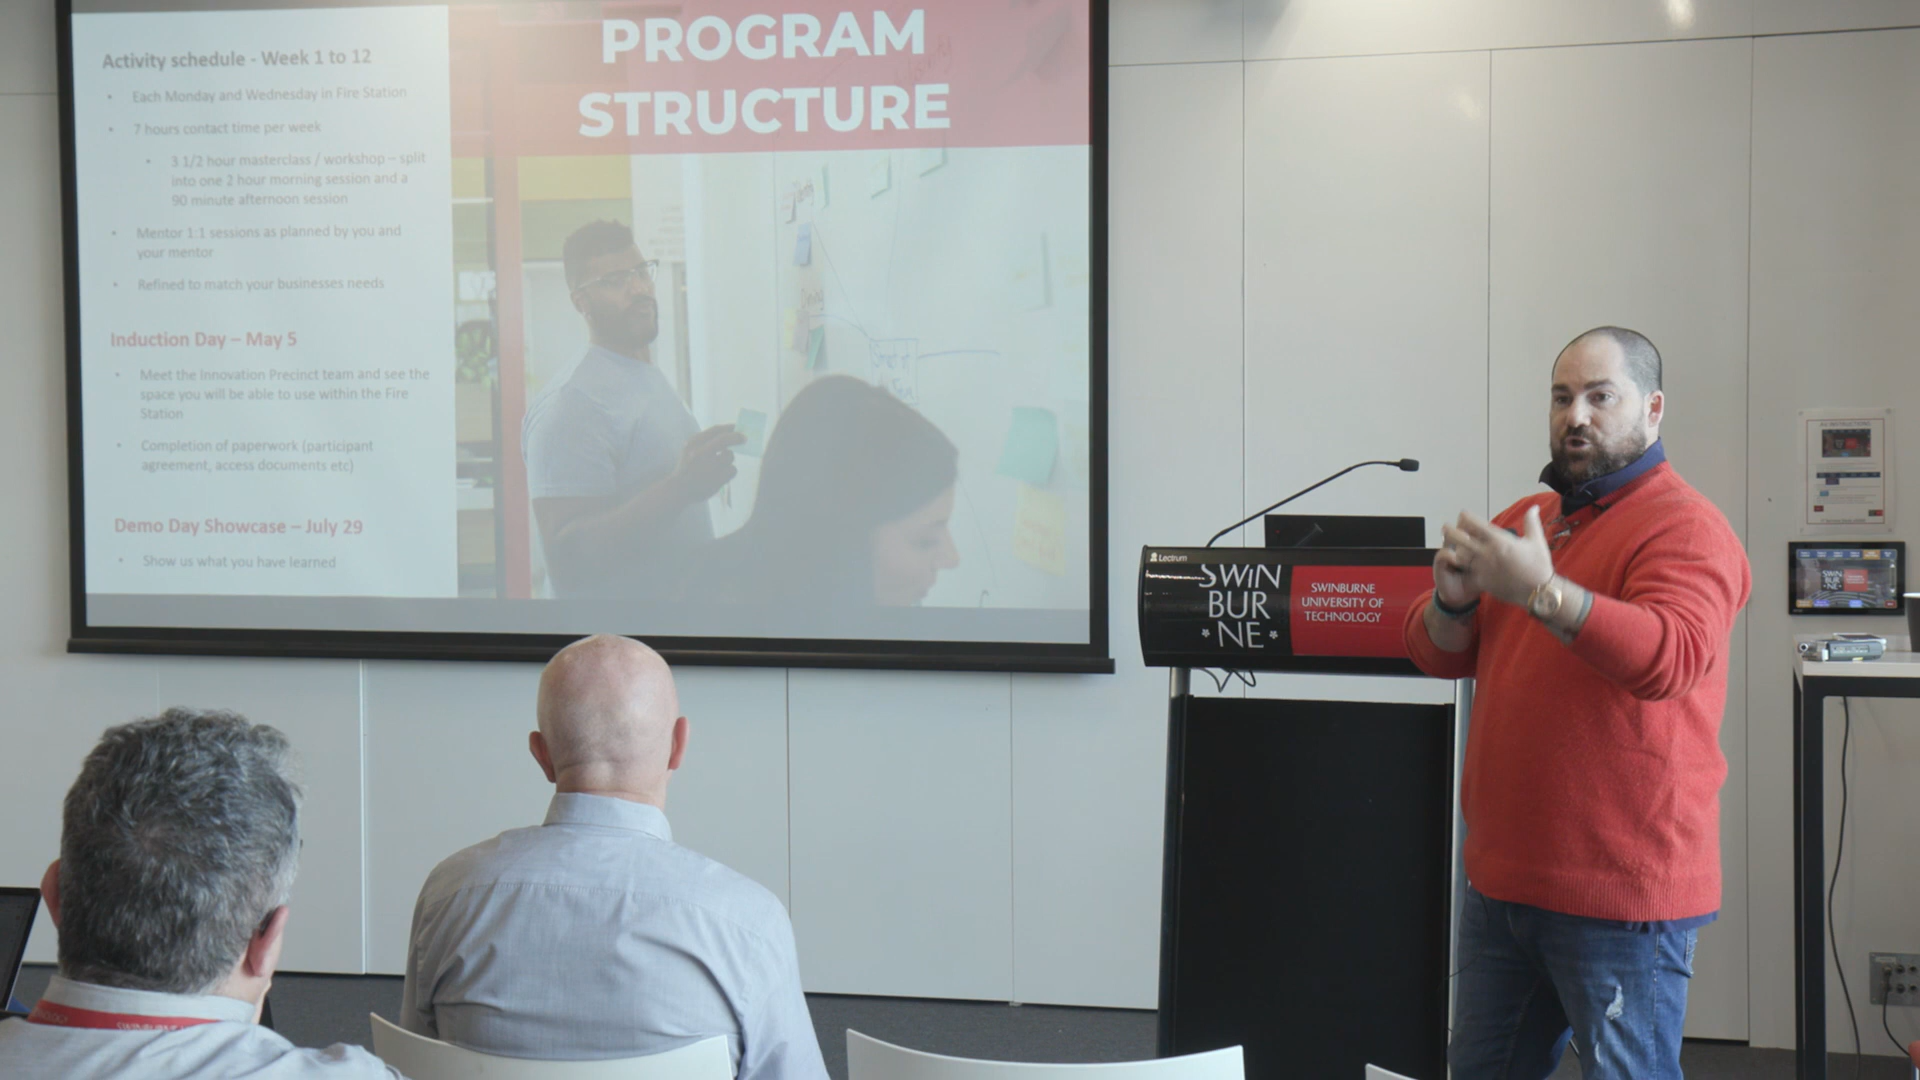 Activity schedule - Week 1 to 12
• Each Monday and Wednesday in Fire Station
• 7 hours contact time per week
• 3 1/2 hour masterclass / workshop – split
into one 2 hour morning session and a
90 minute afternoon session
• Mentor 1:1 sessions as planned by you and
your mentor
• Refined to match your businesses needs
Induction Day – May 5
• Meet the Innovation Precinct team and see the
space you will be able to use within the Fire
Station
• Completion of paperwork (participant
agreement, access documents etc)
Demo Day Showcase – July 29
• Show us what you have learned
PROGRAM
STRUCTURE
Lectrum
SWIN
BUR
NE
SWINBURNE
UNIVERSITY OF
TECHNOLOGY
AV INSTRUCTIONS
SWIN
BUR
NE